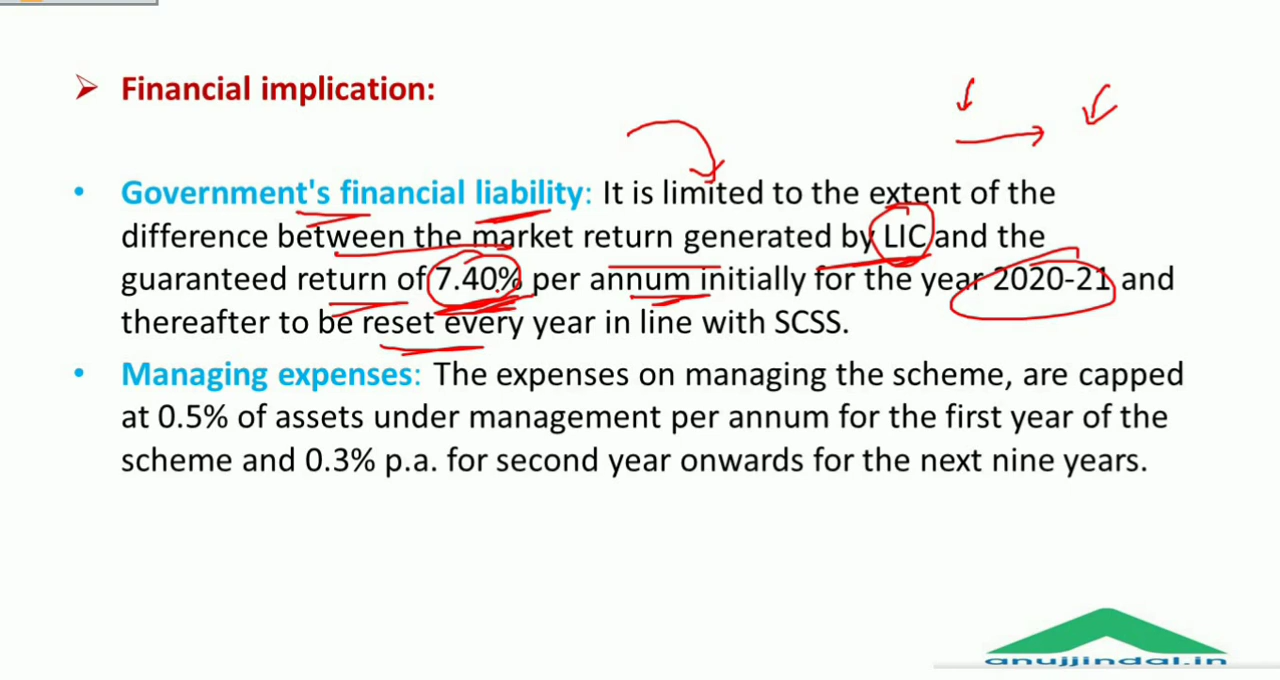 Financial implication:
Government's financial liability: It is limited to the extent of the
difference between the market return generated by LIC and the
guaranteed return of 7.40% per annum initially for the year 2020-21 and
thereafter to be reset every year in line with SCSS.
Managing expenses: The expenses on managing the scheme, are capped
at 0.5% of assets under management per annum for the first year of the
scheme and 0.3% p.a. for second year onwards for the next nine years.
anujjindal.in